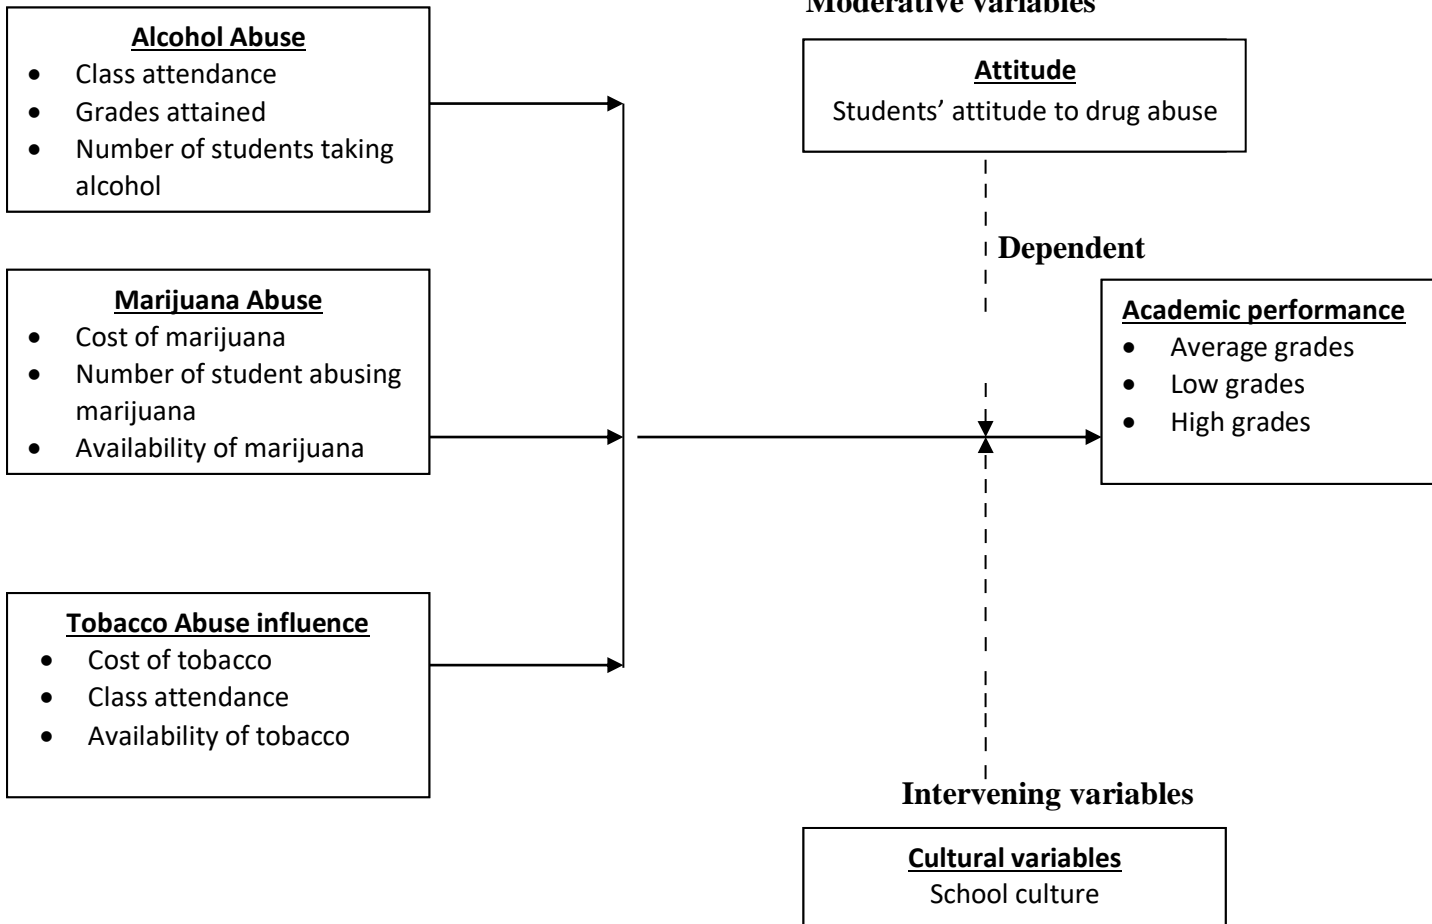 Moderative variables
Alcohol Abuse
• Class attendance
• Grades attained
• Number of students taking
alcohol
Attitude
Students’ attitude to drug abuse
Dependent
Marijuana Abuse
• Cost of marijuana
• Number of student abusing
marijuana
• Availability of marijuana
Academic performance
• Average grades
• Low grades
• High grades
Tobacco Abuse influence
• Cost of tobacco
• Class attendance
• Availability of tobacco
Intervening variables
Cultural variables
School culture